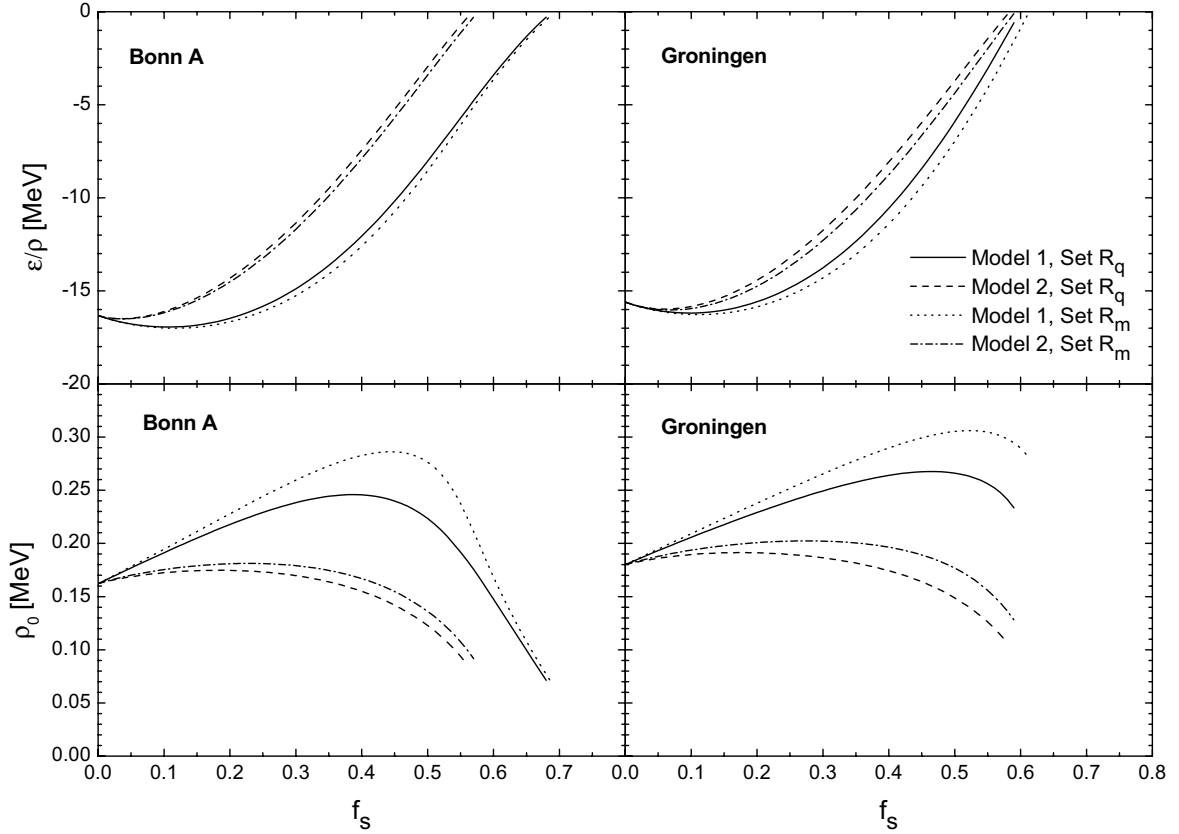 0
-5
-10
-15
-20
ε/ρ [MeV]
Bonn A
Groningen
Model 1, Set R_q
Model 2, Set R_q
Model 1, Set R_m
Model 2, Set R_m
0.30
0.25
0.20
0.15
0.10
0.05
0.00
ρ_0 [MeV]
Bonn A
Groningen
0.0 0.1 0.2 0.3 0.4 0.5 0.6 0.7
0.0 0.1 0.2 0.3 0.4 0.5 0.6 0.7 0.8
f_s
f_s